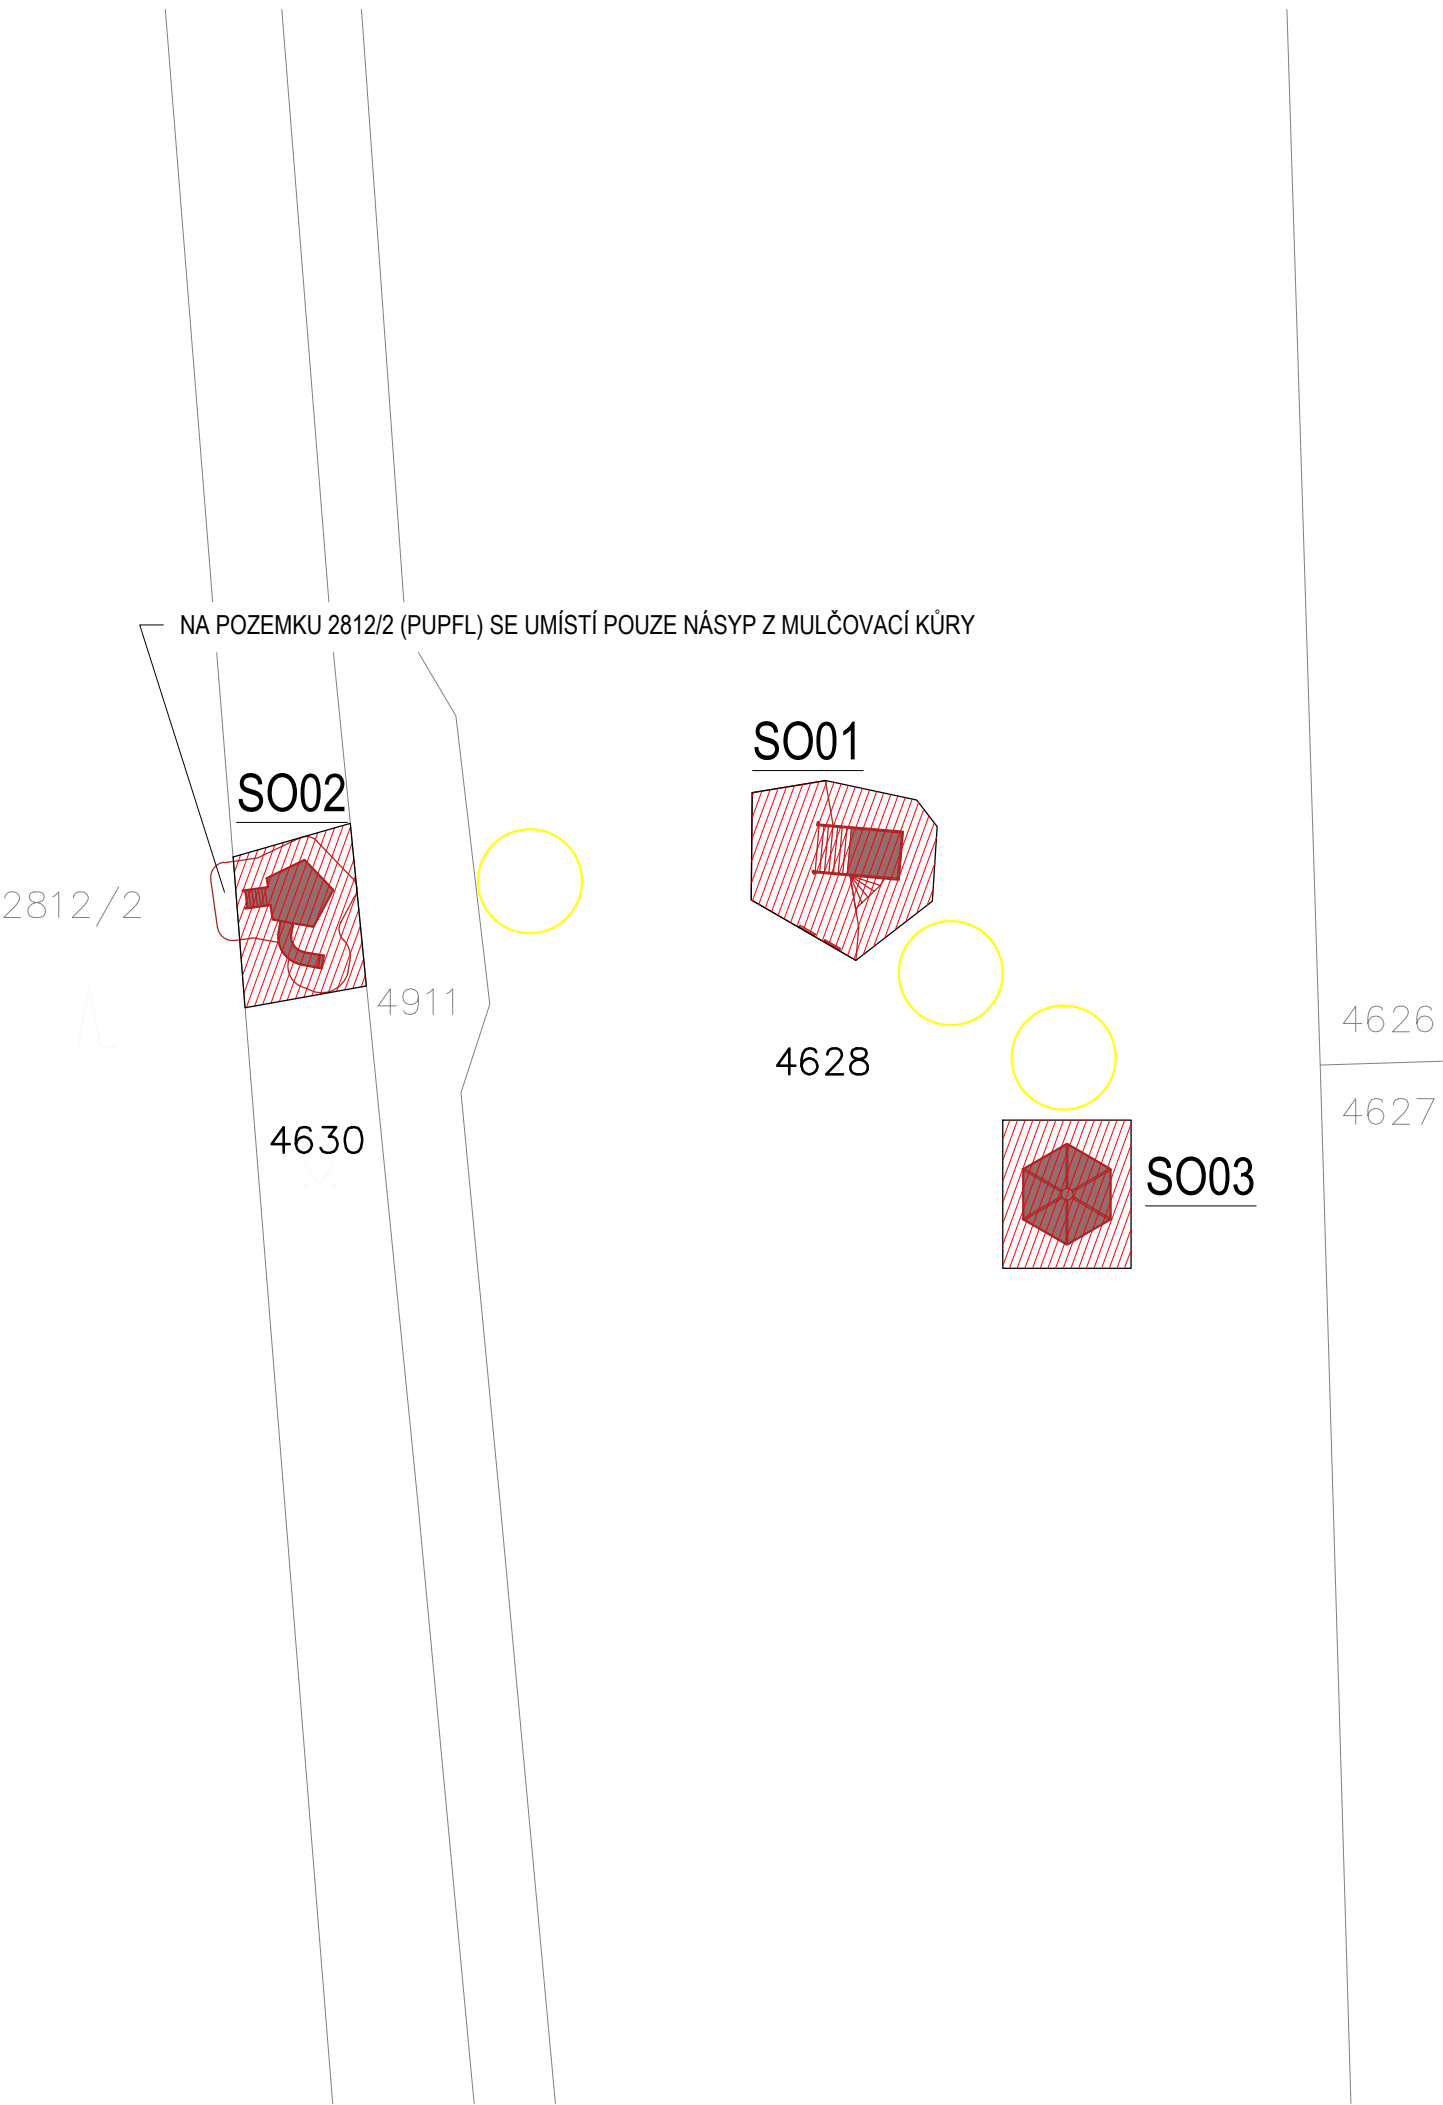 NA POZEMKU 2812/2 (PUPFL) SE UMÍSTÍ POUZE NÁSYP Z MULČOVACÍ KŮRY
SO01
SO02
2812/2
4911
4626
4628
4627
4630
SO03